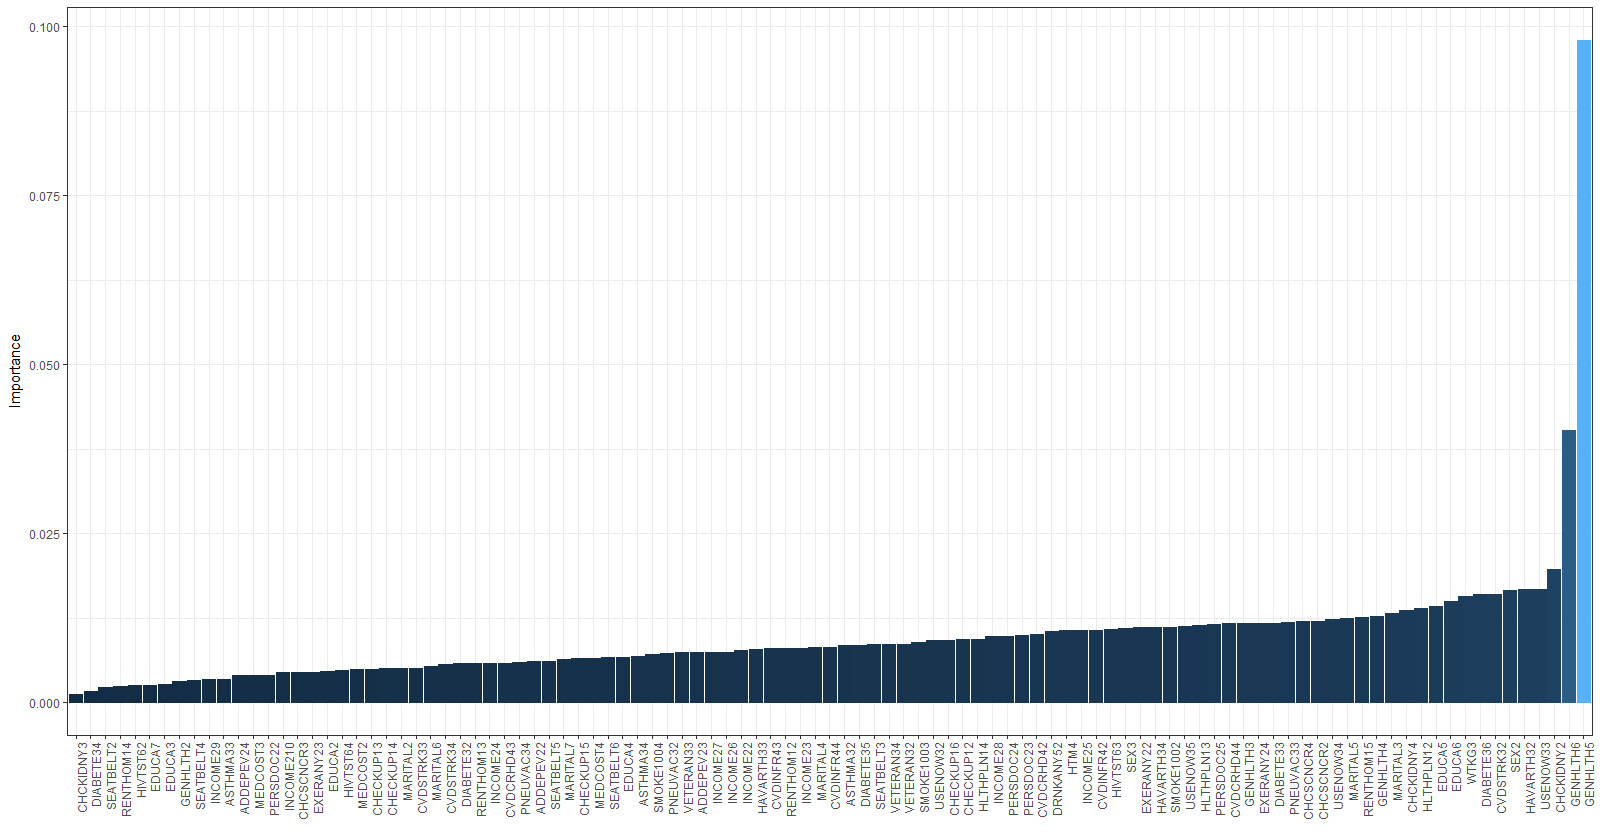 0.100
0.075
0.050
0.025
0.000
Importance
CHCKIDNY3
DIABETE34
SEATBELT2
RENTHOM14
HIVTST62
EDUCA7
EDUCA3
GENHLTH2
SEATBELT4
INCOME29
ASTHMA33
ADDEPEV24
MEDCOST3
PERSDOC22
INCOME210
CHCSCNCR3
EXERANY23
EDUCA2
HIVTST64
MEDCOST2
CHECKUP13
CHECKUP14
MARITAL2
CVDSTRK33
MARITAL6
CVDSTRK34
DIABETE32
RENTHOM13
INCOME24
CVDCRHD43
PNEUVAC34
ADDEPEV22
SEATBELT5
MARITAL7
CHECKUP15
MEDCOST4
SEATBELT6
EDUCA4
ASTHMA34
SMOKE1004
PNEUVAC32
VETERAN33
ADDEPEV23
INCOME27
INCOME26
INCOME22
HAVARTH33
CVDINFR43
RENTHOM12
INCOME23
MARITAL4
CVDINFR44
ASTHMA32
DIABETE35
SEATBELT3
VETERAN34
VETERAN32
SMOKE1003
USENOW32
CHECKUP16
CHECKUP12
HLTHPLN14
INCOME28
PERSDOC24
PERSDOC23
CVDCRHD42
DRNKANY52
HTM4
INCOME25
CVDINFR42
HIVTST63
SEX3
EXERANY22
HAVARTH34
SMOKE1002
USENOW35
HLTHPLN13
PERSDOC25
CVDCRHD44
GENHLTH3
EXERANY24
DIABETE33
PNEUVAC33
CHCSCNCR4
CHCSCNCR2
USENOW34
MARITAL5
RENTHOM15
GENHLTH4
MARITAL3
CHCKIDNY4
HLTHPLN12
EDUCA5
EDUCA6
WTKG3
DIABETE36
CVDSTRK32
SEX2
HAVARTH32
USENOW33
CHCKIDNY2
GENHLTH6
GENHLTH5